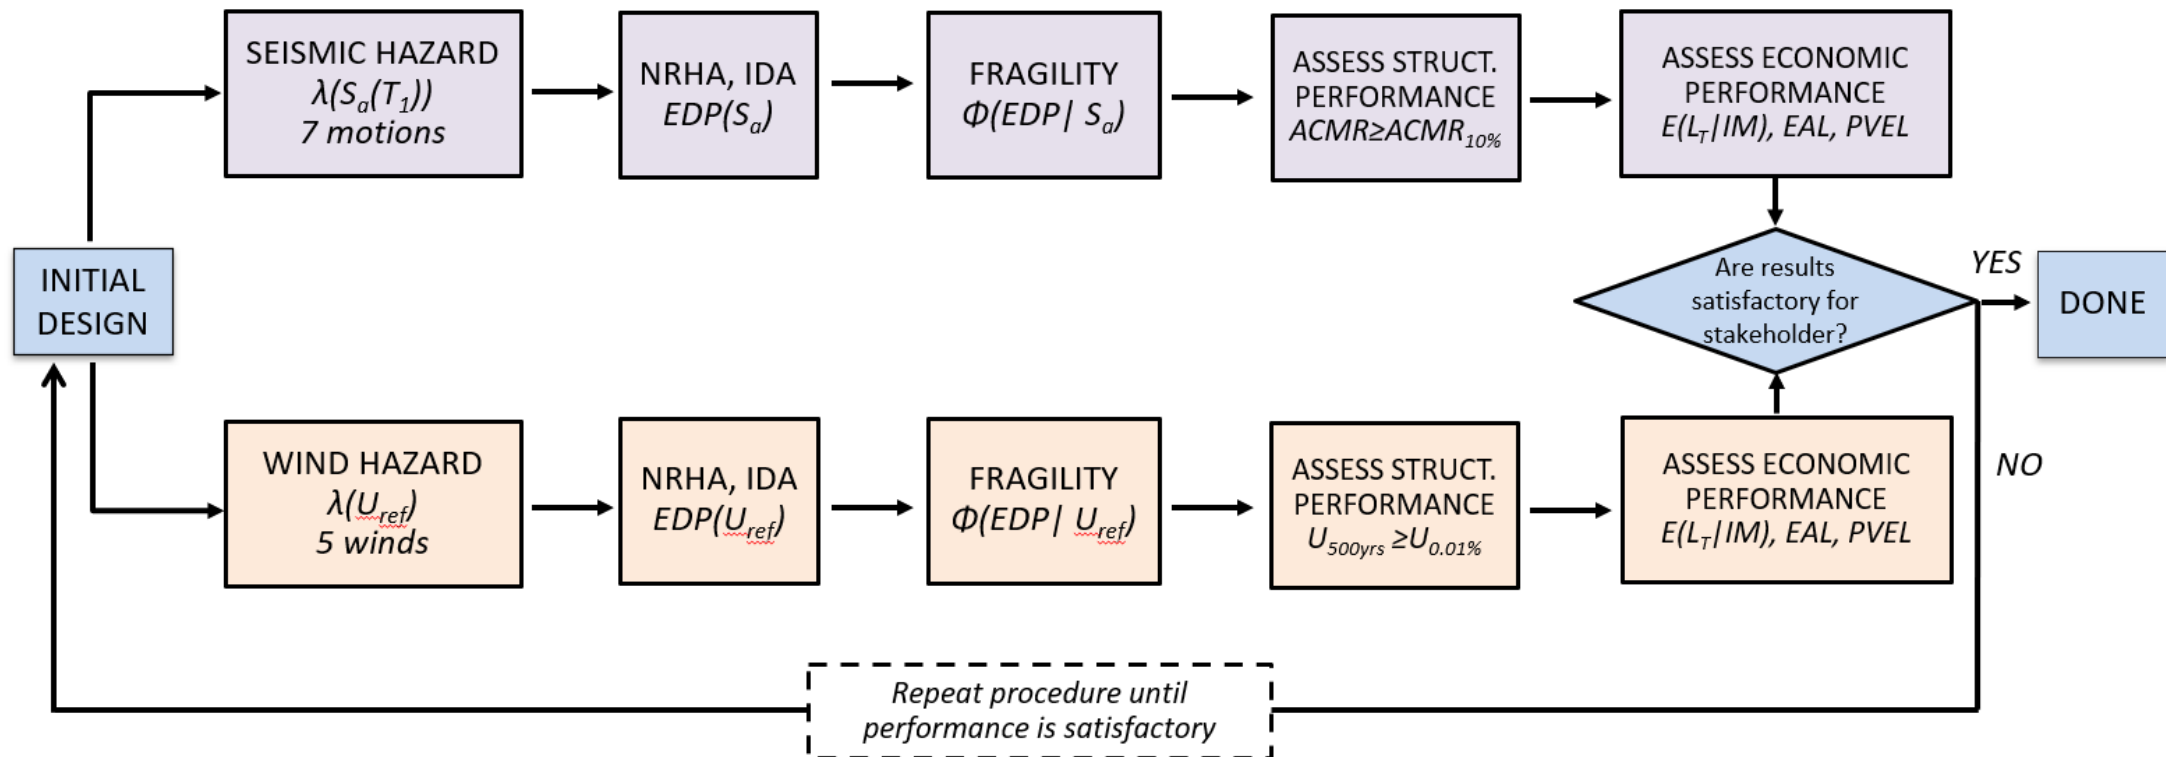 SEISMIC HAZARD
λ(Sa(T1))
7 motions
NRHA, IDA
EDP(Sa)
FRAGILITY
Φ(EDP| Sa)
ASSESS STRUCT.
PERFORMANCE
ACMR≥ACMR10%
ASSESS ECONOMIC
PERFORMANCE
E(LT|IM), EAL, PVEL
INITIAL
DESIGN
Are results
satisfactory for
stakeholder?
YES
DONE
NO
WIND HAZARD
λ(Uref)
5 winds
NRHA, IDA
EDP(Uref)
FRAGILITY
Φ(EDP| Uref)
ASSESS STRUCT.
PERFORMANCE
U500yrs ≥U0.01%
ASSESS ECONOMIC
PERFORMANCE
E(LT|IM), EAL, PVEL
Repeat procedure until
performance is satisfactory